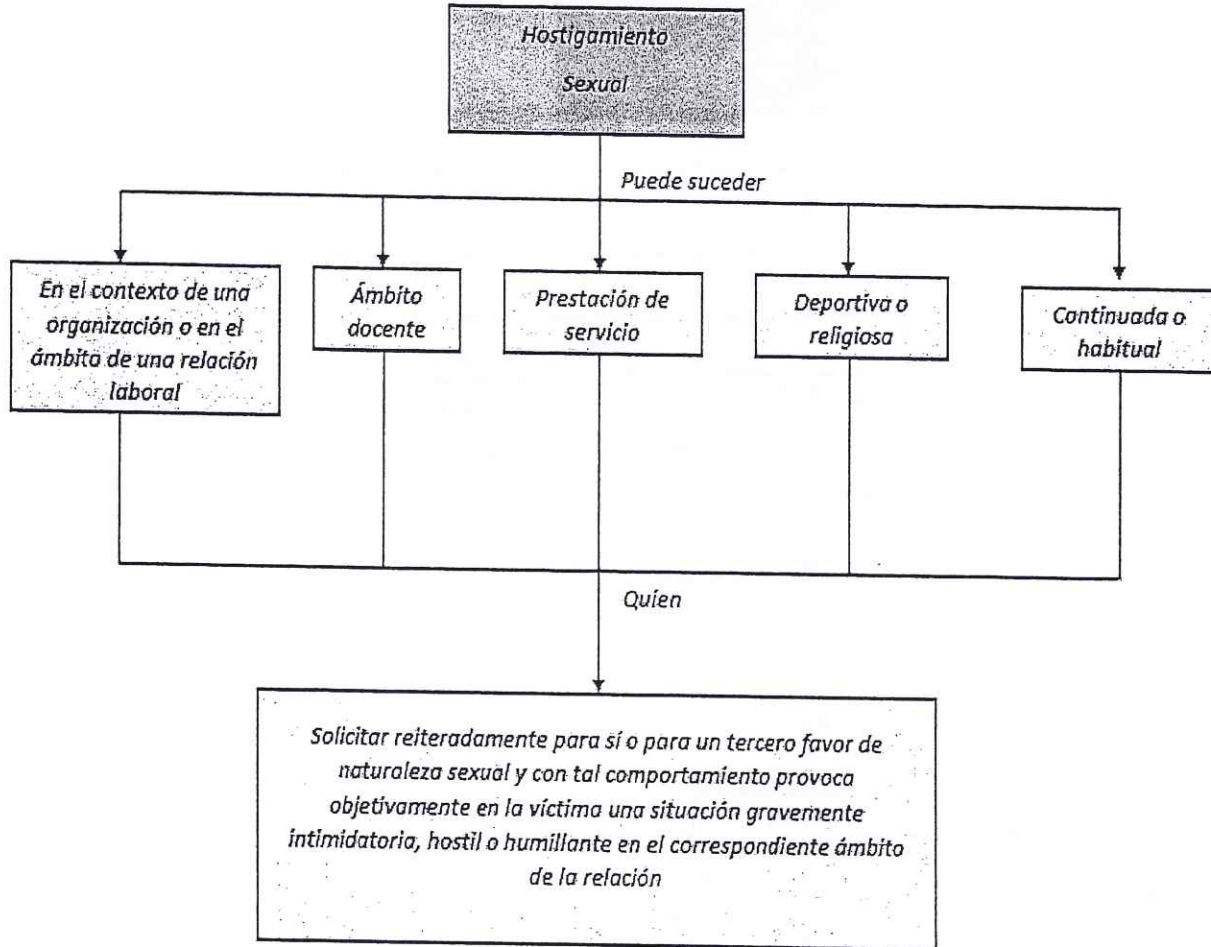 Hostigamiento
Sexual
Puede suceder
En el contexto de una
organización o en el
ámbito de una relación
laboral
Ámbito
docente
Prestación de
servicio
Deportiva o
religiosa
Continuada o
habitual
Quien
Solicitar reiteradamente para sí o para un tercero favor de
naturaleza sexual y con tal comportamiento provoca
objetivamente en la víctima una situación gravemente
intimidatoria, hostil o humillante en el correspondiente ámbito
de la relación